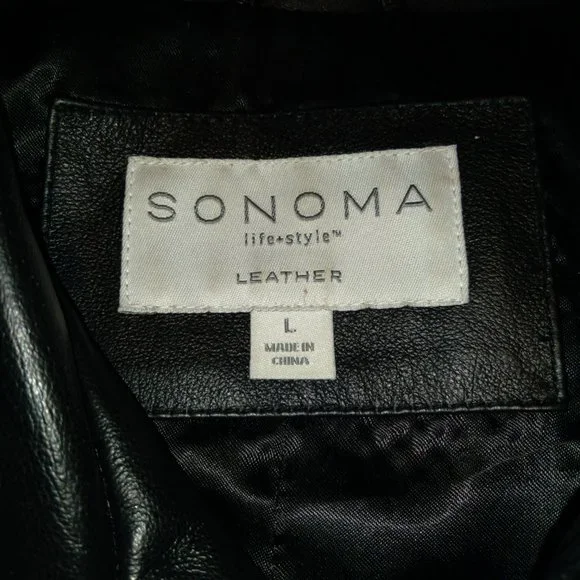 SONOMA
life+style™
LEATHER
L
MADE IN
CHINA